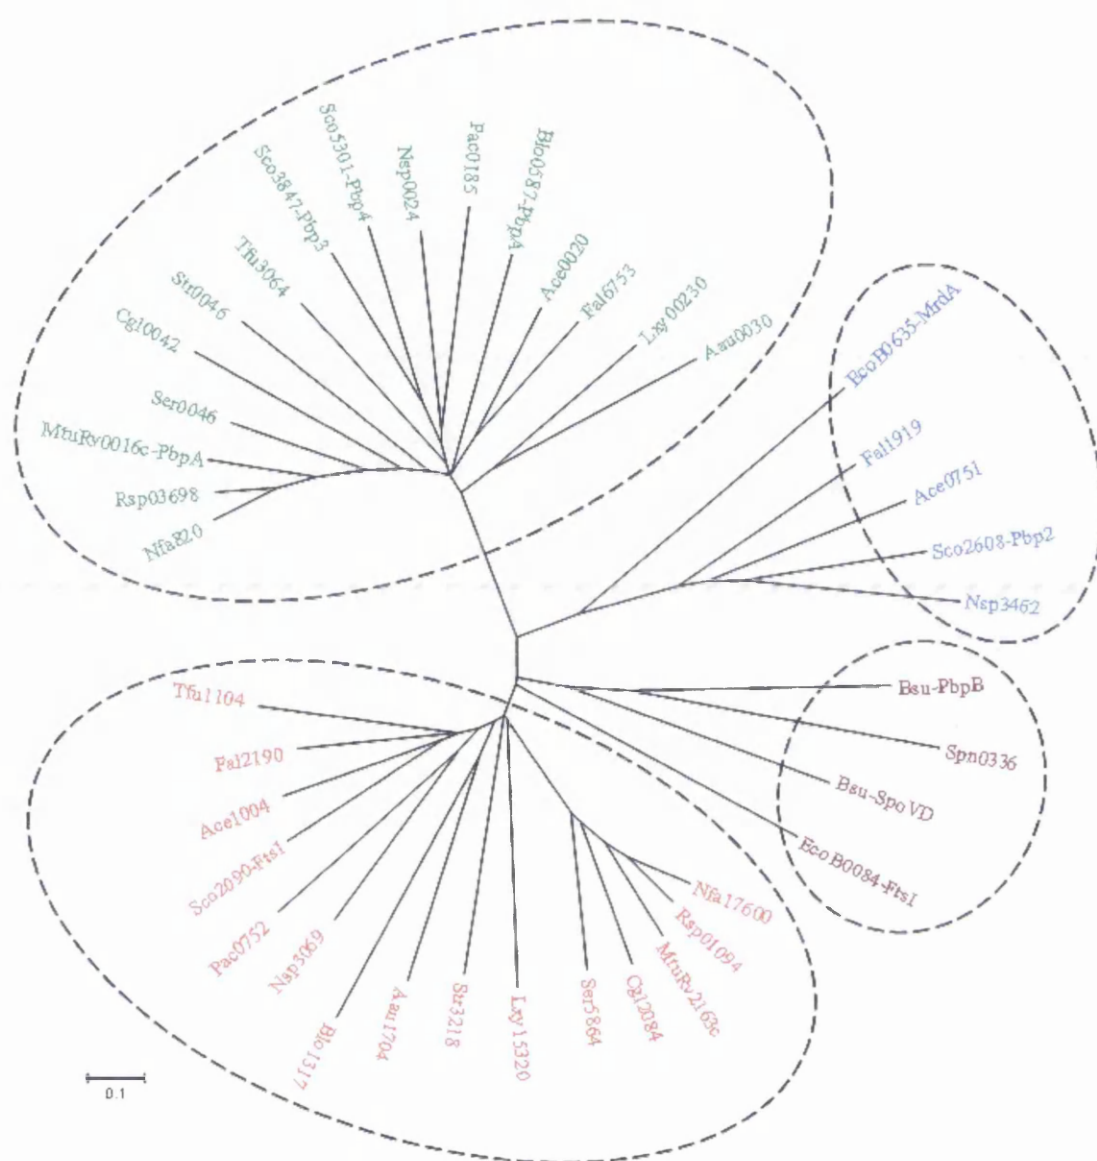 Sco5301-Pbp4
Sco3847-Pbp3
Nsp0024
Pac0185
Blo0587-PbpA
Tfu3064
Ace0020
Fal6753
Str0046
Lxy00230
Cgl0042
Aau0030
Ser0046
MtuRv0016c-PbpA
Rsp03698
Nfa820
EcoB0635-MrdA
Fal1919
Ace0751
Sco2608-Pbp2
Nsp3462
Bsu-PbpB
Spn0336
Bsu-SpoVD
EcoB0084-FtsI
Tfu1104
Fal2190
Ace1004
Sco2090-FtsI
Pac0752
Nsp3069
Blo1317
Aau1704
Str3218
Lxy15320
Ser5864
Cgl2084
MtuRv2163c
Rsp01094
Nfa17600
0.1